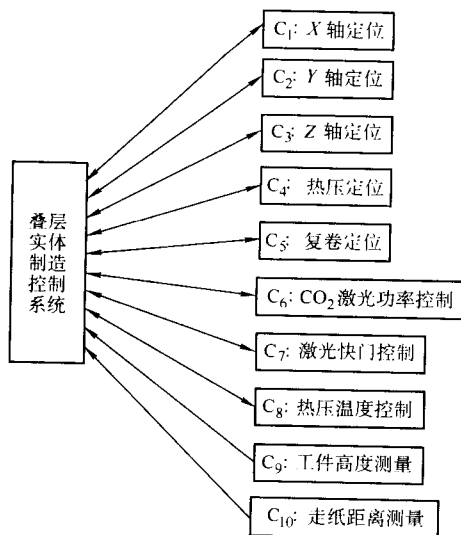 C₁: X 轴定位
C₂: Y 轴定位
C₃: Z 轴定位
C₄: 热压定位
C₅: 复卷定位
C₆: CO₂激光功率控制
C₇: 激光快门控制
C₈: 热压温度控制
C₉: 工件高度测量
C₁₀: 走纸距离测量
叠层
实体
制造
控制
系统